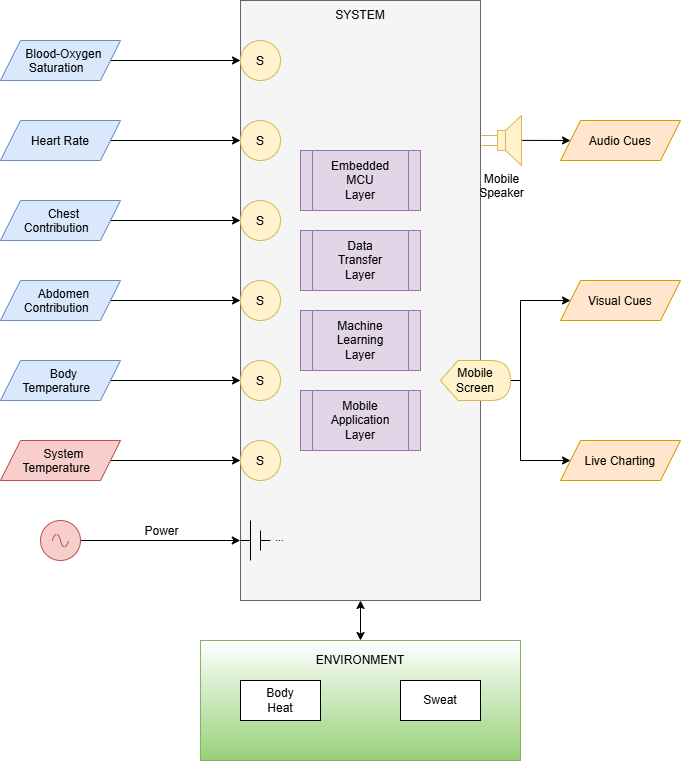 SYSTEM
Blood-Oxygen
Saturation
S
Heart Rate
S
Embedded
MCU
Layer
Mobile
Speaker
Audio Cues
Chest
Contribution
S
Data
Transfer
Layer
Abdomen
Contribution
S
Visual Cues
Machine
Learning
Layer
Body
Temperature
S
Mobile
Screen
Mobile
Application
Layer
System
Temperature
S
Live Charting
Power
...
ENVIRONMENT
Body
Heat
Sweat